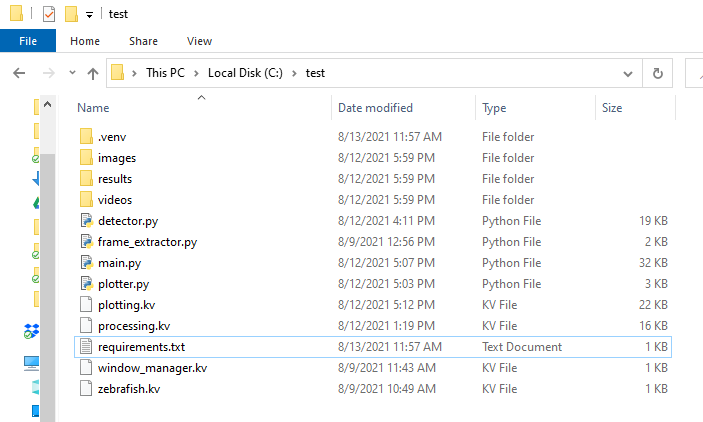 test
File Home Share View
This PC Local Disk (C:) test
Name Date modified Type Size
.venv 8/13/2021 11:57 AM File folder
images 8/12/2021 5:59 PM File folder
results 8/12/2021 5:59 PM File folder
videos 8/12/2021 5:59 PM File folder
detector.py 8/12/2021 4:11 PM Python File 19 KB
frame_extractor.py 8/9/2021 12:56 PM Python File 2 KB
main.py 8/12/2021 5:07 PM Python File 32 KB
plotter.py 8/12/2021 5:03 PM Python File 3 KB
plotting.kv 8/12/2021 5:12 PM KV File 22 KB
processing.kv 8/12/2021 1:19 PM KV File 16 KB
requirements.txt 8/13/2021 11:57 AM Text Document 1 KB
window_manager.kv 8/9/2021 11:43 AM KV File 1 KB
zebrafish.kv 8/9/2021 10:49 AM KV File 1 KB